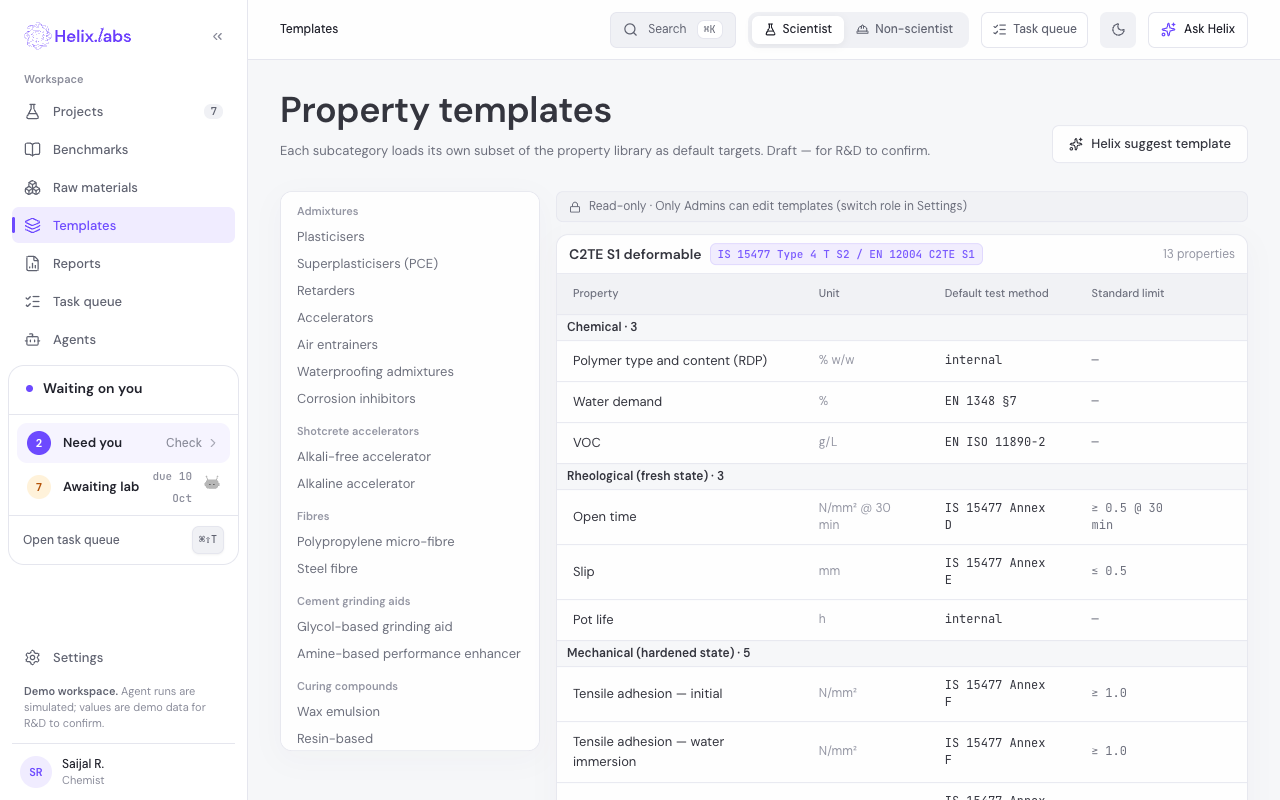 Helix.labs
Workspace
Projects 7
Benchmarks
Raw materials
Templates
Reports
Task queue
Agents
Waiting on you
2 Need you Check
7 Awaiting lab due 10 Oct
Open task queue ⌘⇧T
Settings
Demo workspace. Agent runs are
simulated; values are demo data for
R&D to confirm.
SR Saijal R.
Chemist
Templates
Search ⌘K
Scientist
Non-scientist
Task queue
Ask Helix
Property templates
Each subcategory loads its own subset of the property library as default targets. Draft — for R&D to confirm.
Helix suggest template
Admixtures
Plasticisers
Superplasticisers (PCE)
Retarders
Accelerators
Air entrainers
Waterproofing admixtures
Corrosion inhibitors
Shotcrete accelerators
Alkali-free accelerator
Alkaline accelerator
Fibres
Polypropylene micro-fibre
Steel fibre
Cement grinding aids
Glycol-based grinding aid
Amine-based performance enhancer
Curing compounds
Wax emulsion
Resin-based
Read-only · Only Admins can edit templates (switch role in Settings)
C2TE S1 deformable IS 15477 Type 4 T S2 / EN 12004 C2TE S1 13 properties
Property Unit Default test method Standard limit
Chemical · 3
Polymer type and content (RDP) % w/w internal —
Water demand % EN 1348 §7 —
VOC g/L EN ISO 11890-2 —
Rheological (fresh state) · 3
Open time N/mm² @ 30 min IS 15477 Annex D ≥ 0.5 @ 30 min
Slip mm IS 15477 Annex E ≤ 0.5
Pot life h internal —
Mechanical (hardened state) · 5
Tensile adhesion — initial N/mm² IS 15477 Annex F ≥ 1.0
Tensile adhesion — water immersion N/mm² IS 15477 Annex F ≥ 1.0
IS 15477 Annex